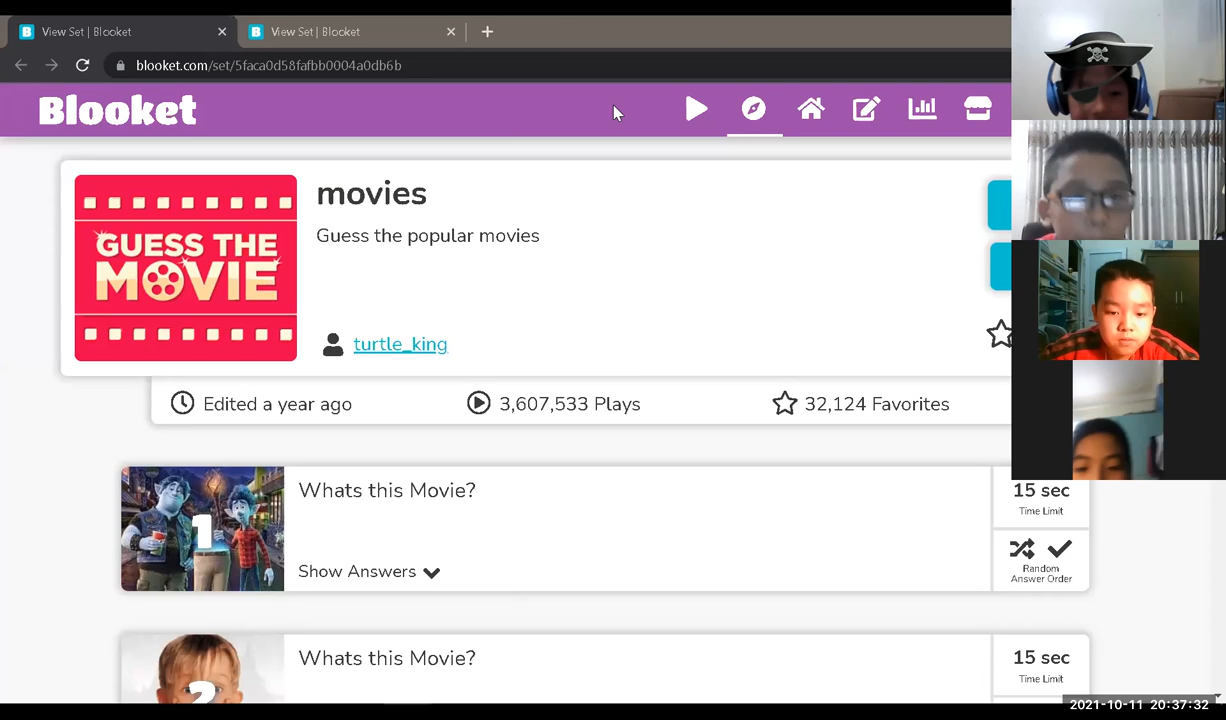 View Set | Blooket
View Set | Blooket
blooket.com/set/5faca0d58fafbb0004a0db6b
Blooket
GUESS THE
MOVIE
movies
Guess the popular movies
turtle_king
Edited a year ago
3,607,533 Plays
32,124 Favorites
1
Whats this Movie?
Show Answers
15 sec
Time Limit
Random
Answer Order
2
Whats this Movie?
15 sec
Time Limit
2021-10-11 20:37:32